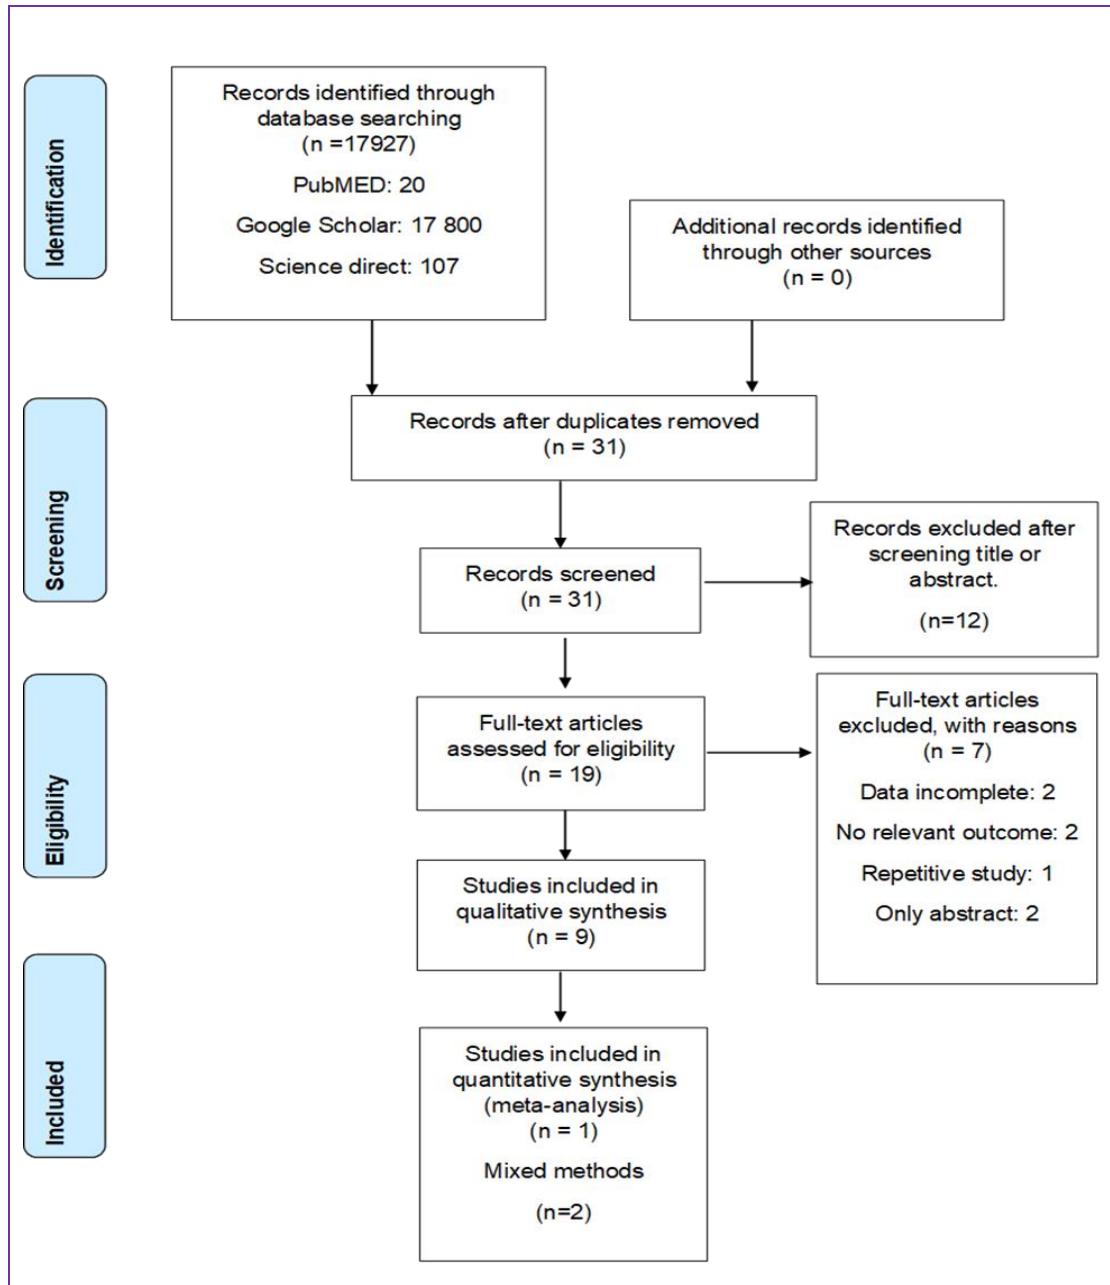 Identification
Records identified through
database searching
(n =17927)
PubMED: 20
Google Scholar: 17 800
Science direct: 107
Additional records identified
through other sources
(n = 0)
Screening
Records after duplicates removed
(n = 31)
Records screened
(n = 31)
Records excluded after
screening title or
abstract.
(n=12)
Eligibility
Full-text articles
assessed for eligibility
(n = 19)
Full-text articles
excluded, with reasons
(n = 7)
Data incomplete: 2
No relevant outcome: 2
Repetitive study: 1
Only abstract: 2
Studies included in
qualitative synthesis
(n = 9)
Included
Studies included in
quantitative synthesis
(meta-analysis)
(n = 1)
Mixed methods
(n=2)